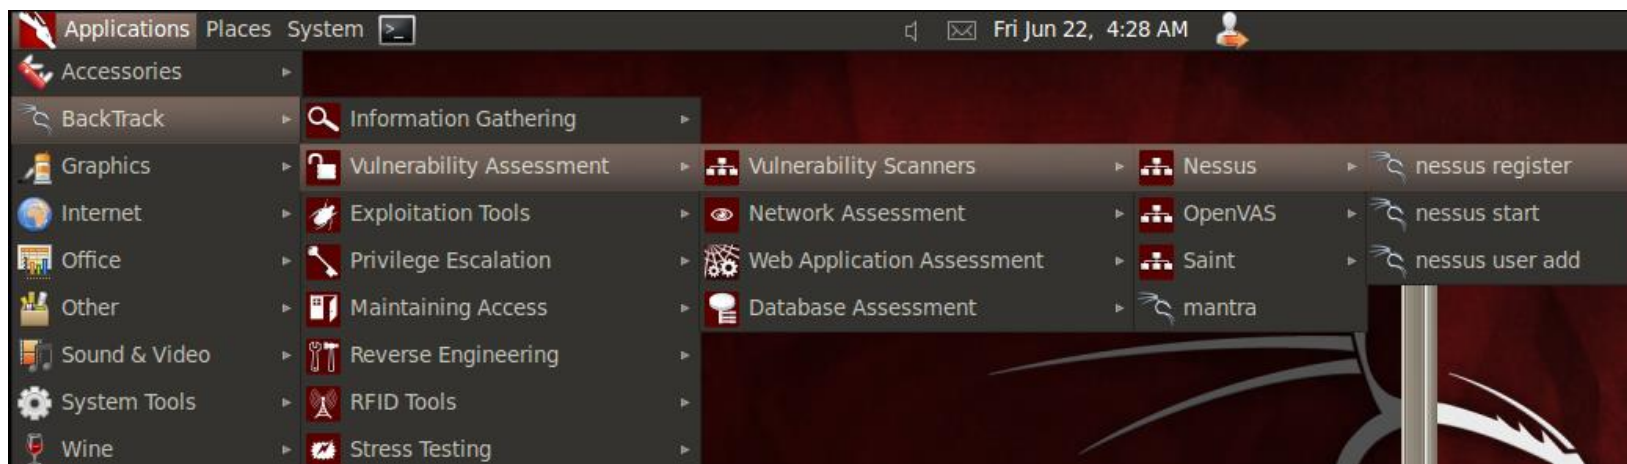 Applications Places System Fri Jun 22, 4:28 AM
Accessories
BackTrack Information Gathering
Graphics Vulnerability Assessment Vulnerability Scanners Nessus nessus register
Internet Exploitation Tools Network Assessment OpenVAS nessus start
Office Privilege Escalation Web Application Assessment Saint nessus user add
Other Maintaining Access Database Assessment mantra
Sound & Video Reverse Engineering
System Tools RFID Tools
Wine Stress Testing